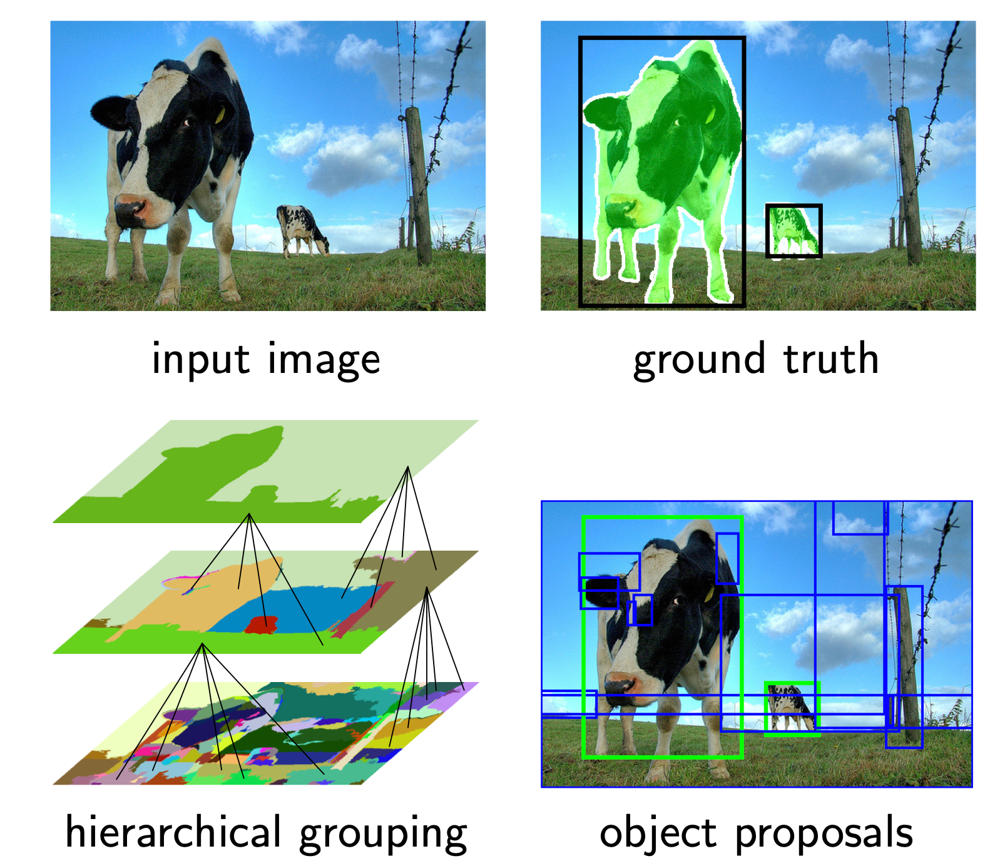 input image
ground truth
hierarchical grouping
object proposals